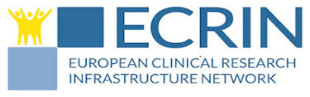 ECRIN
EUROPEAN CLINICAL RESEARCH
INFRASTRUCTURE NETWORK